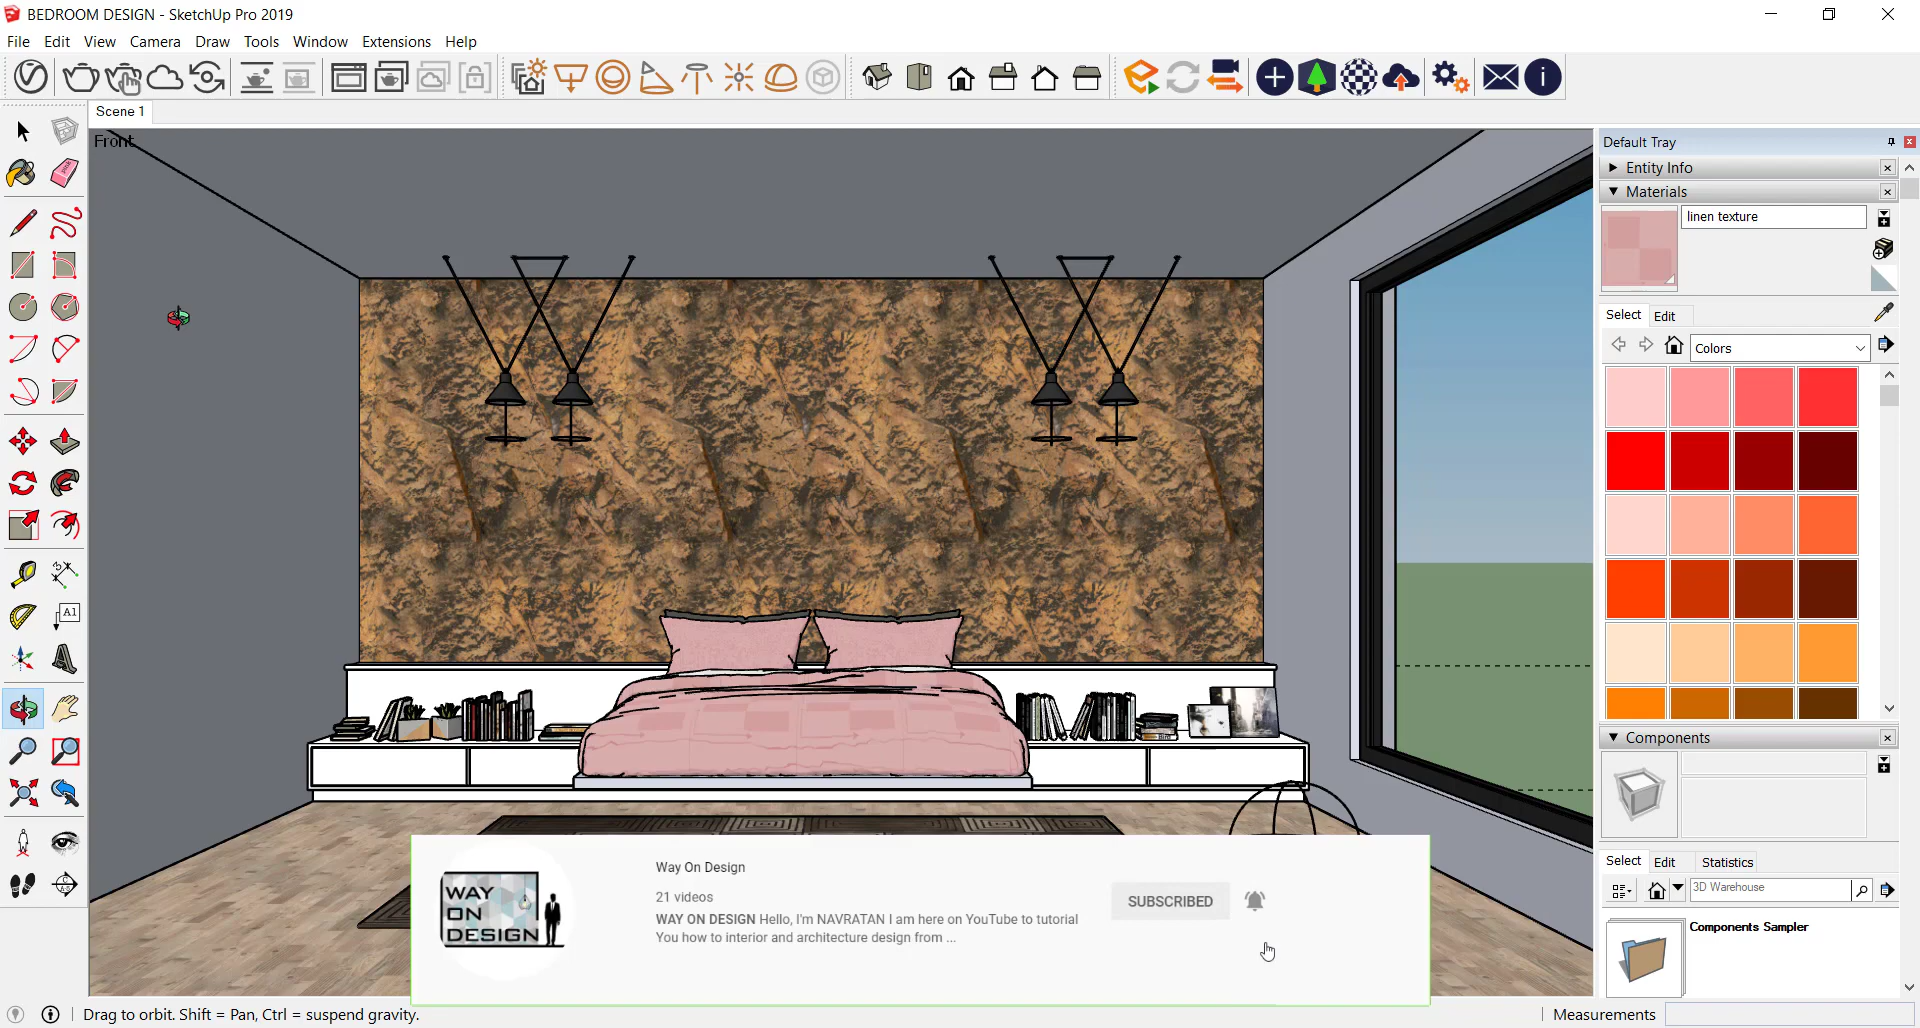 BEDROOM DESIGN - SketchUp Pro 2019
File Edit View Camera Draw Tools Window Extensions Help
Scene 1
Front
Default Tray
Entity Info
Materials
linen texture
Select Edit
Colors
A1
Components
Select Edit Statistics
3D Warehouse
Components Sampler
WAY
ON
DESIGN
Way On Design
21 videos
WAY ON DESIGN Hello, I'm NAVRATAN I am here on YouTube to tutorial
You how to interior and architecture design from ...
SUBSCRIBED
Drag to orbit. Shift = Pan, Ctrl = suspend gravity.
Measurements